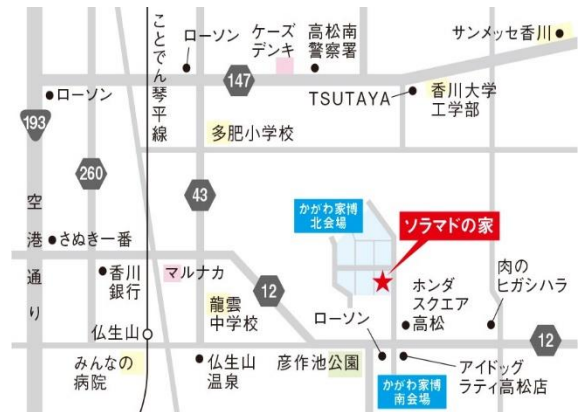 ことでん琴平線
ローソン
ケーズ
デンキ
高松南
警察署
サンメッセ香川
147
ローソン
TSUTAYA
香川大学
工学部
193
多肥小学校
260
43
空港通り
かがわ家博
北会場
ソラマドの家
さぬき一番
香川
銀行
マルナカ
龍雲
中学校
12
ホンダ
スクエア
高松
肉の
ヒガシハラ
仏生山
ローソン
12
みんなの
病院
仏生山
温泉
彦作池公園
かがわ家博
南会場
アイドッグ
ラティ高松店